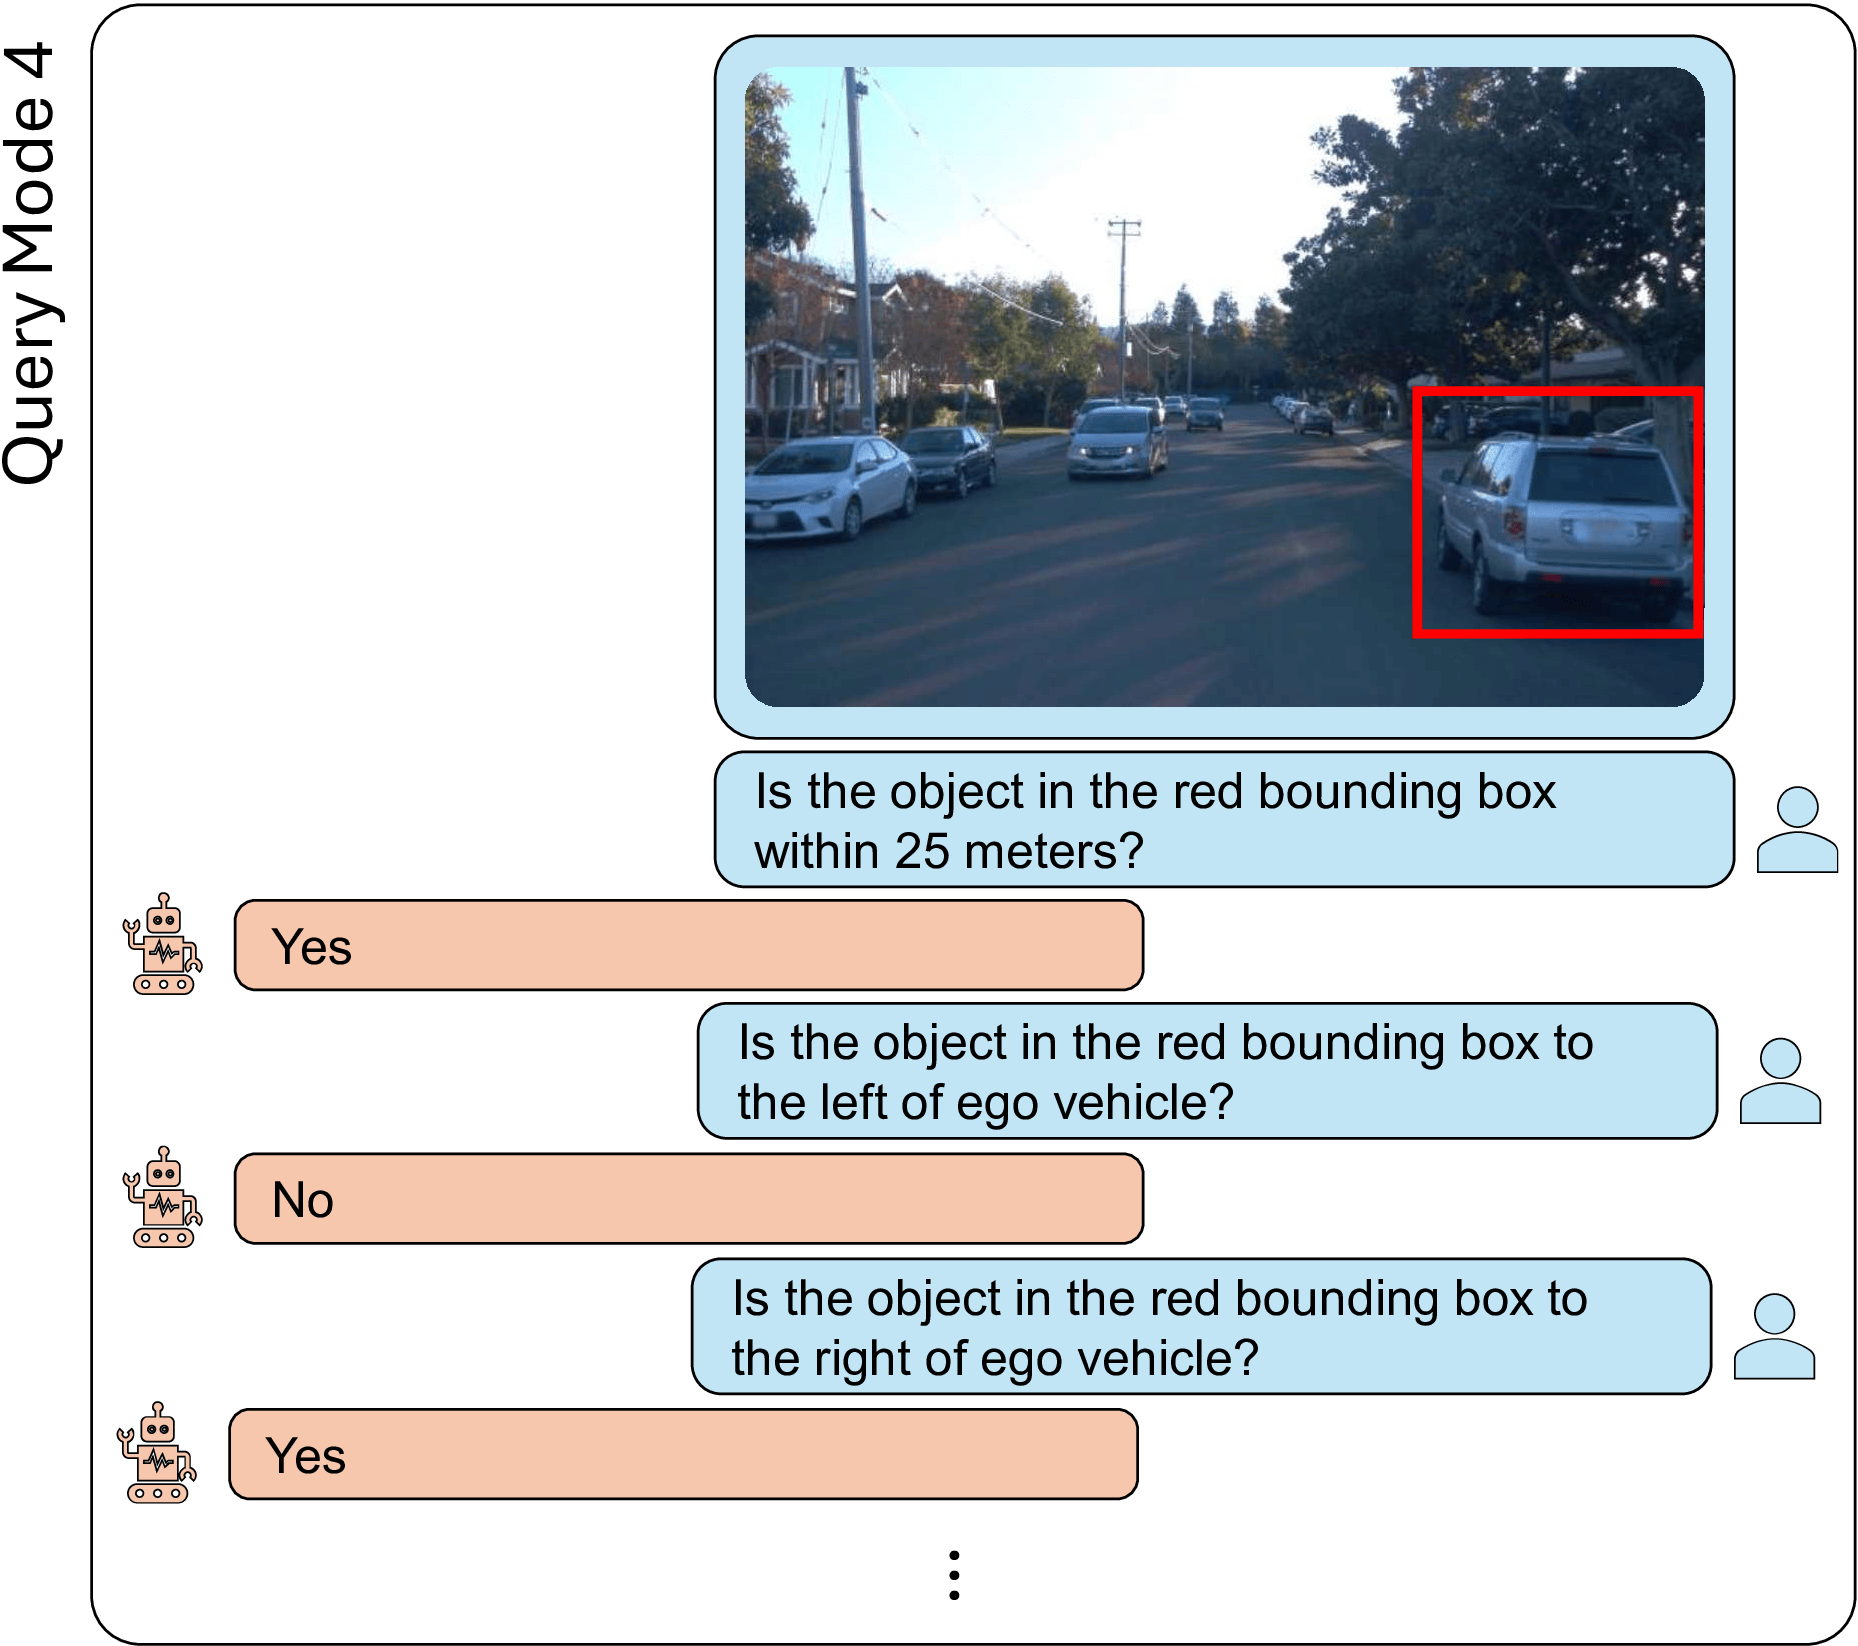 Query Mode 4
Is the object in the red bounding box
within 25 meters?
Yes
Is the object in the red bounding box to
the left of ego vehicle?
No
Is the object in the red bounding box to
the right of ego vehicle?
Yes